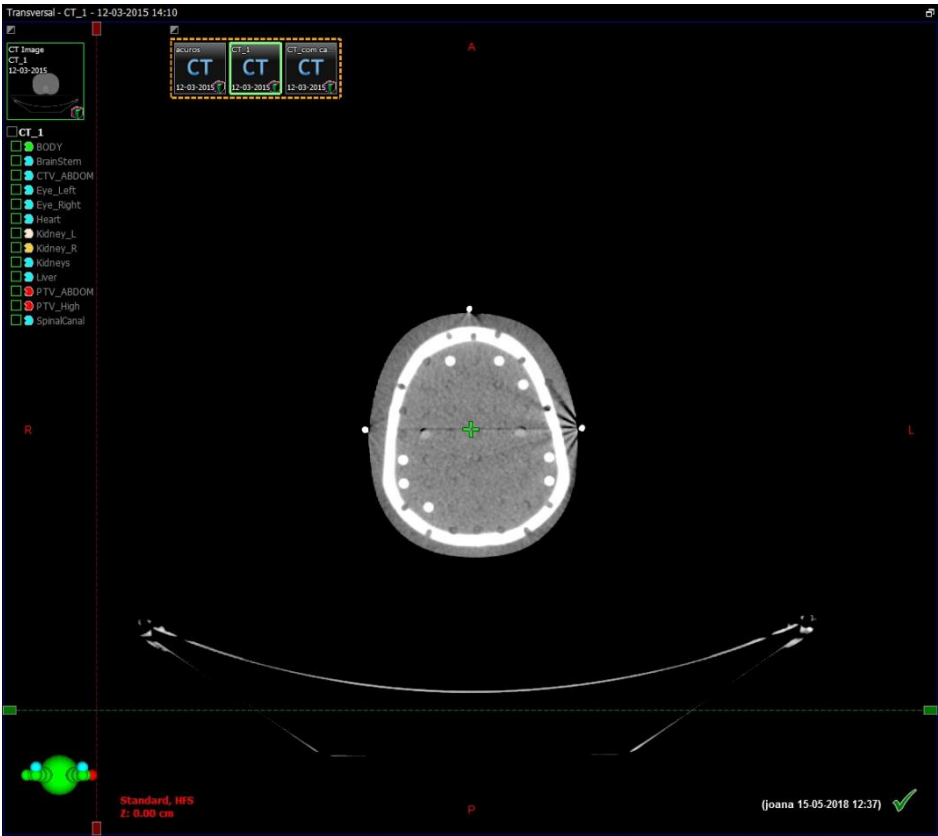 Transversal - CT_1 - 12-03-2015 14:10
CT Image
CT_1
12-03-2015
acuros
CT
12-03-2015
CT_1
CT
12-03-2015
CT_com ca...
CT
12-03-2015
A
CT_1
BODY
BrainStem
CTV_ABDOM
Eye_Left
Eye_Right
Heart
Kidney_L
Kidney_R
Kidneys
Liver
PTV_ABDOM
PTV_High
SpinalCanal
R
L
Standard, HFS
Z: 0.00 cm
P
(joana 15-05-2018 12:37)